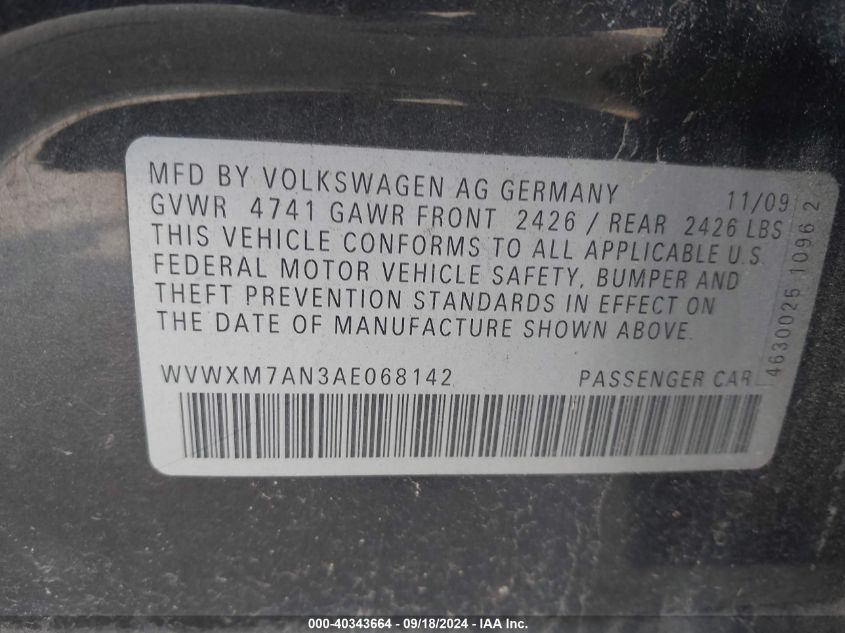 MFD BY VOLKSWAGEN AG GERMANY 11/09
GVWR 4741 GAWR FRONT 2426 / REAR 2426 LBS
THIS VEHICLE CONFORMS TO ALL APPLICABLE U.S.
FEDERAL MOTOR VEHICLE SAFETY, BUMPER AND
THEFT PREVENTION STANDARDS IN EFFECT ON
THE DATE OF MANUFACTURE SHOWN ABOVE.
WVWXM7AN3AE068142 PASSENGER CAR
4630025 1096 2
000-40343664 - 09/18/2024 - IAA Inc.